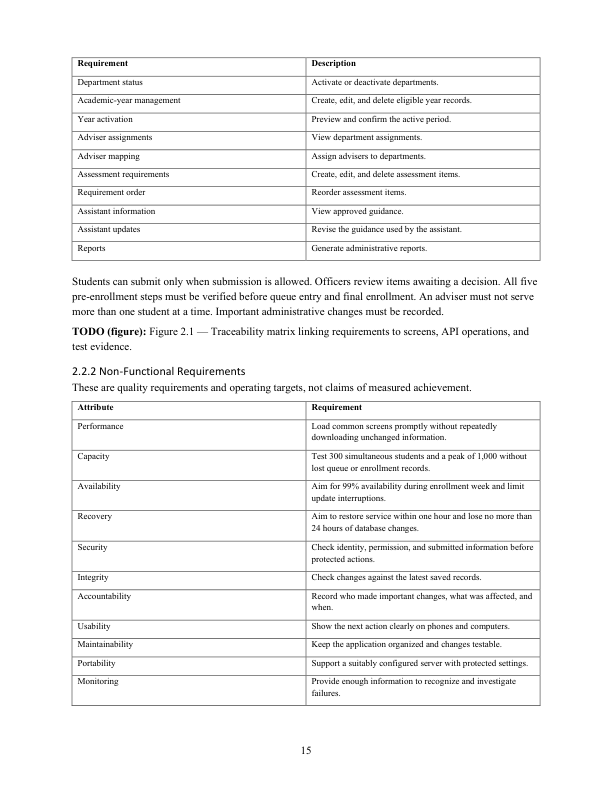 Requirement Description
Department status Activate or deactivate departments.
Academic-year management Create, edit, and delete eligible year records.
Year activation Preview and confirm the active period.
Adviser assignments View department assignments.
Adviser mapping Assign advisers to departments.
Assessment requirements Create, edit, and delete assessment items.
Requirement order Reorder assessment items.
Assistant information View approved guidance.
Assistant updates Revise the guidance used by the assistant.
Reports Generate administrative reports.
Students can submit only when submission is allowed. Officers review items awaiting a decision. All five
pre-enrollment steps must be verified before queue entry and final enrollment. An adviser must not serve
more than one student at a time. Important administrative changes must be recorded.
TODO (figure): Figure 2.1 — Traceability matrix linking requirements to screens, API operations, and
test evidence.
2.2.2 Non-Functional Requirements
These are quality requirements and operating targets, not claims of measured achievement.
Attribute Requirement
Performance Load common screens promptly without repeatedly
downloading unchanged information.
Capacity Test 300 simultaneous students and a peak of 1,000 without
lost queue or enrollment records.
Availability Aim for 99% availability during enrollment week and limit
update interruptions.
Recovery Aim to restore service within one hour and lose no more than
24 hours of database changes.
Security Check identity, permission, and submitted information before
protected actions.
Integrity Check changes against the latest saved records.
Accountability Record who made important changes, what was affected, and
when.
Usability Show the next action clearly on phones and computers.
Maintainability Keep the application organized and changes testable.
Portability Support a suitably configured server with protected settings.
Monitoring Provide enough information to recognize and investigate
failures.
15